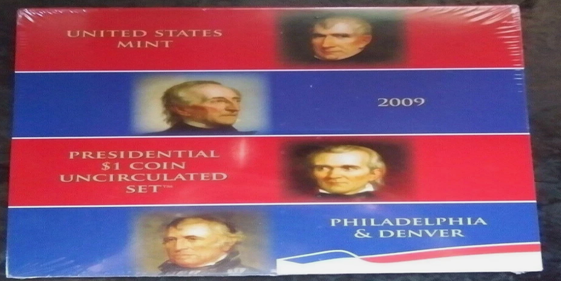 UNITED STATES
MINT
2009
PRESIDENTIAL
$1 COIN
UNCIRCULATED
SET™
PHILADELPHIA
& DENVER